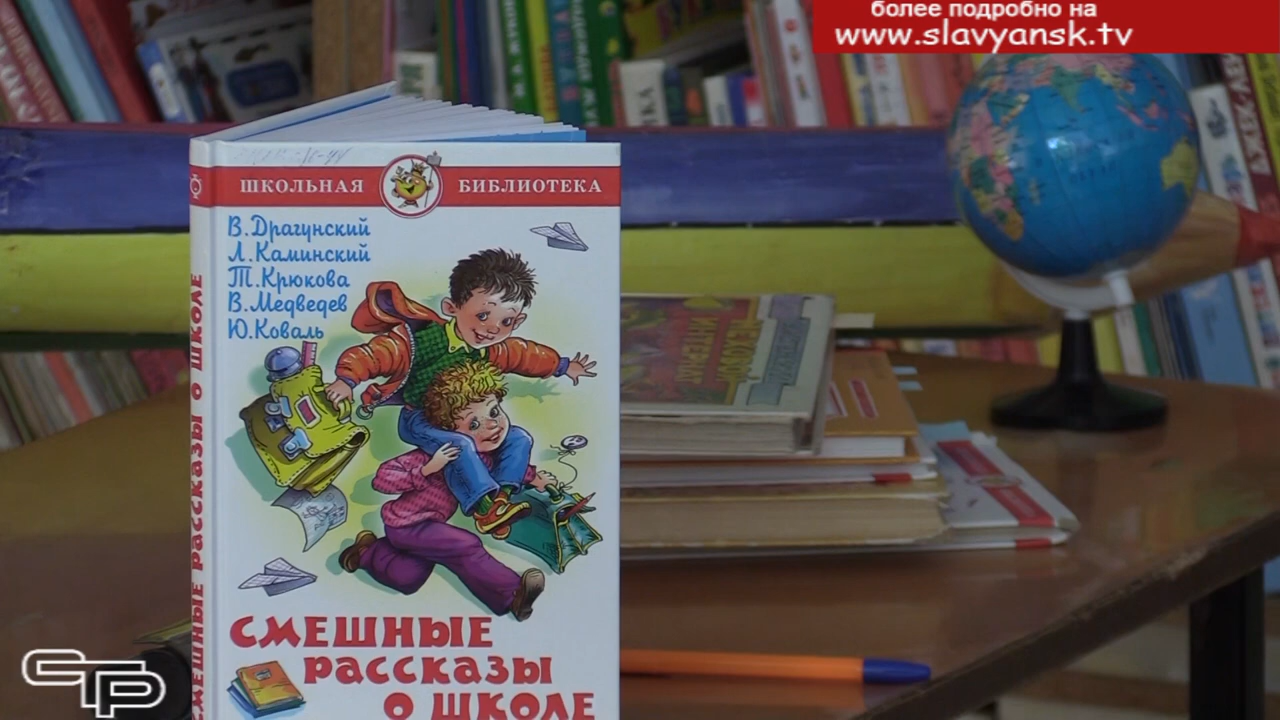 более подробно на
www.slavyansk.tv
ШКОЛЬНАЯ БИБЛИОТЕКА
В.Драгунский
Л.Каминский
Т.Крюкова
В.Медведев
Ю.Коваль
СМЕШНЫЕ
рассказы
о школе
СМЕШНЫЕ рассказы о школе
СТР